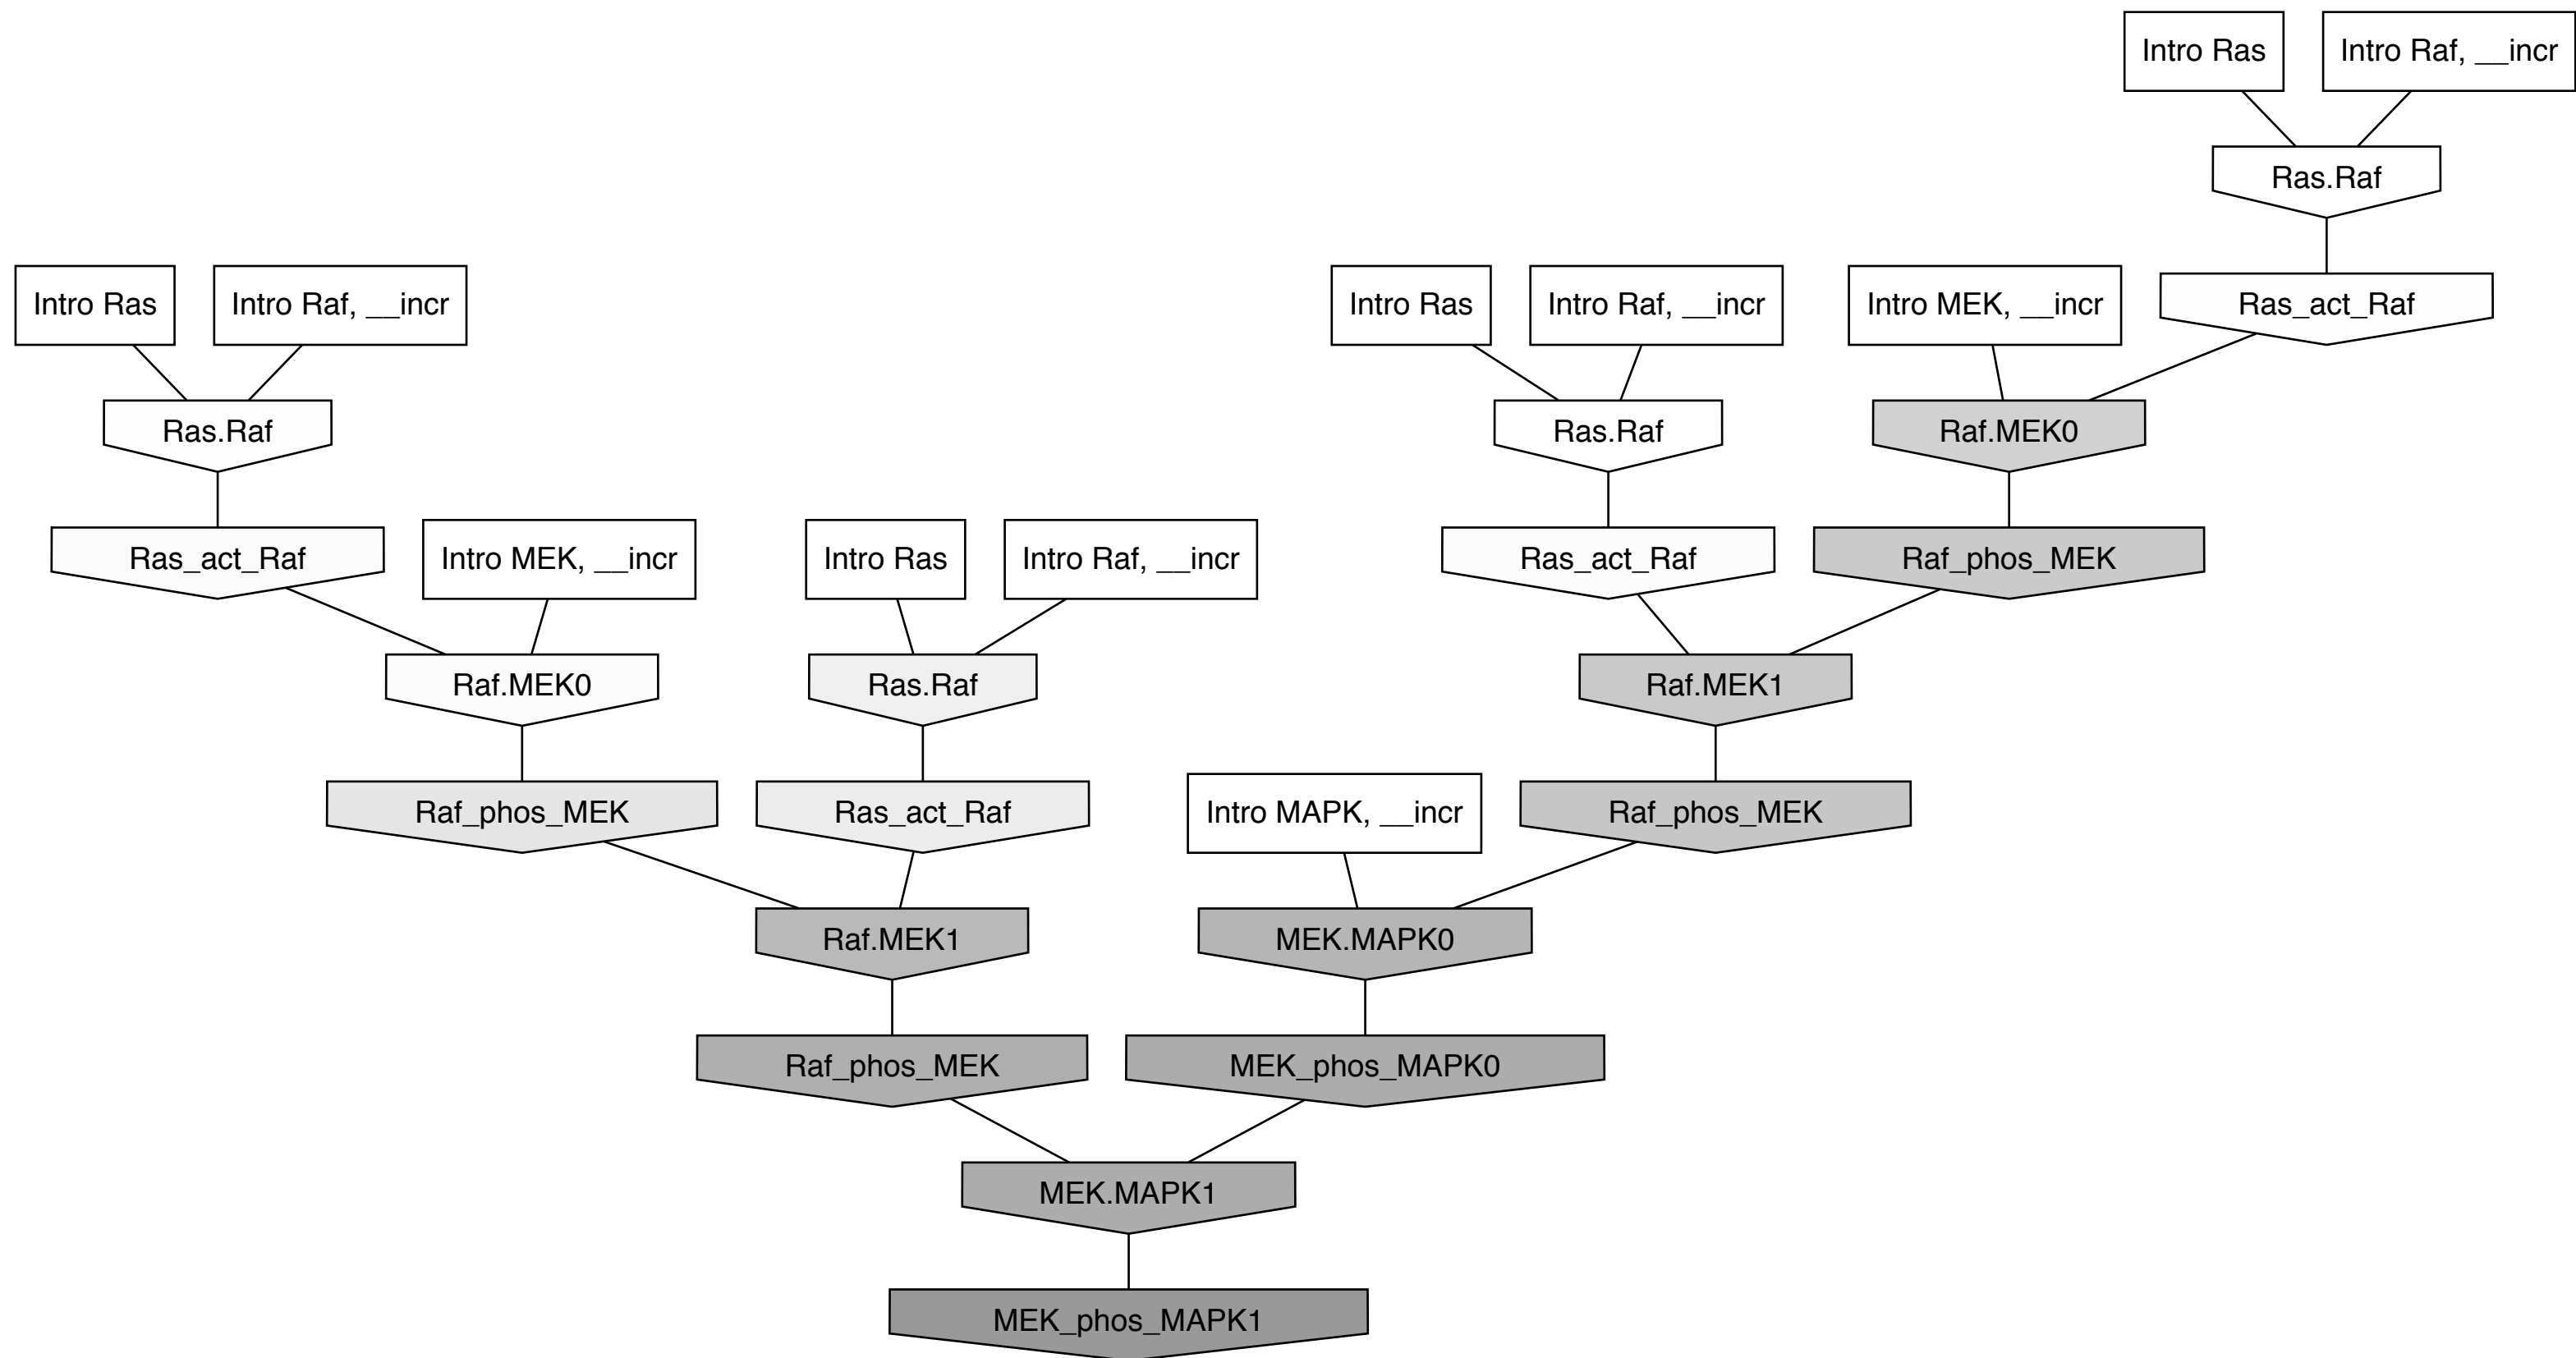 Intro Ras
Intro Raf, __incr
Ras.Raf
Intro Ras
Intro Raf, __incr
Intro Ras
Intro Raf, __incr
Intro MEK, __incr
Ras_act_Raf
Ras.Raf
Ras.Raf
Raf.MEK0
Ras_act_Raf
Intro MEK, __incr
Intro Ras
Intro Raf, __incr
Ras_act_Raf
Raf_phos_MEK
Raf.MEK0
Ras.Raf
Raf.MEK1
Raf_phos_MEK
Ras_act_Raf
Intro MAPK, __incr
Raf_phos_MEK
Raf.MEK1
MEK.MAPK0
Raf_phos_MEK
MEK_phos_MAPK0
MEK.MAPK1
MEK_phos_MAPK1